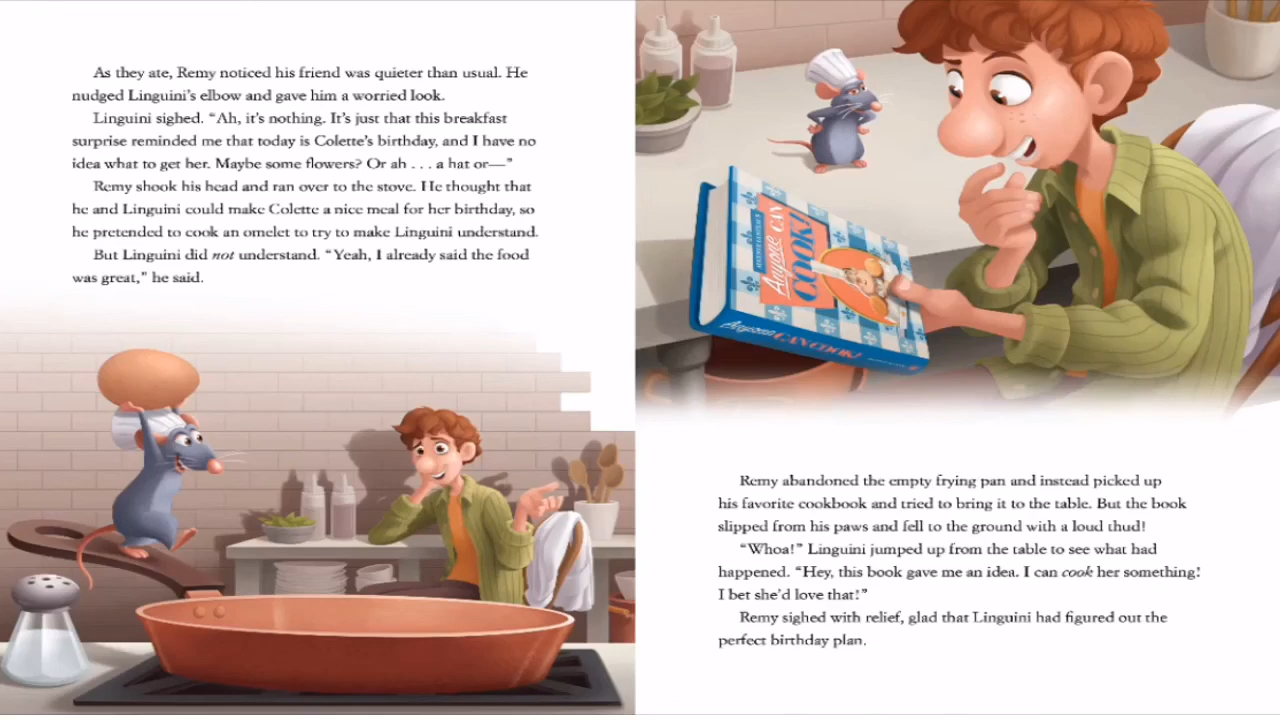 As they ate, Remy noticed his friend was quieter than usual. He
nudged Linguini’s elbow and gave him a worried look.
Linguini sighed. “Ah, it’s nothing. It’s just that this breakfast
surprise reminded me that today is Colette’s birthday, and I have no
idea what to get her. Maybe some flowers? Or ah . . . a hat or—”
Remy shook his head and ran over to the stove. He thought that
he and Linguini could make Colette a nice meal for her birthday, so
he pretended to cook an omelet to try to make Linguini understand.
But Linguini did not understand. “Yeah, I already said the food
was great,” he said.
Anyone CAN
COOK!
Anyone CAN COOK!
Remy abandoned the empty frying pan and instead picked up
his favorite cookbook and tried to bring it to the table. But the book
slipped from his paws and fell to the ground with a loud thud!
“Whoa!” Linguini jumped up from the table to see what had
happened. “Hey, this book gave me an idea. I can cook her something!
I bet she’d love that!”
Remy sighed with relief, glad that Linguini had figured out the
perfect birthday plan.